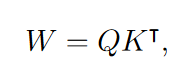 W = QK⊺,